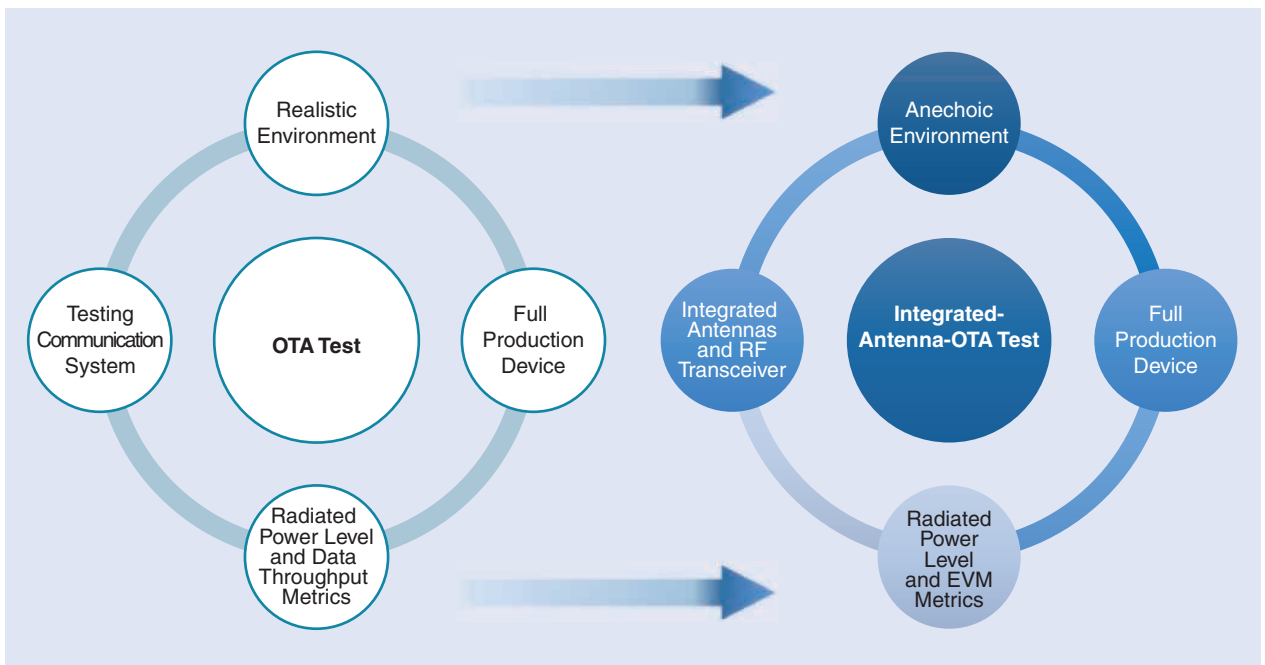 Realistic
Environment
Testing
Communication
System
OTA Test
Full
Production
Device
Radiated
Power Level
and Data
Throughput
Metrics
Anechoic
Environment
Integrated
Antennas
and RF
Transceiver
Integrated-
Antenna-OTA Test
Full
Production
Device
Radiated
Power
Level
and EVM
Metrics